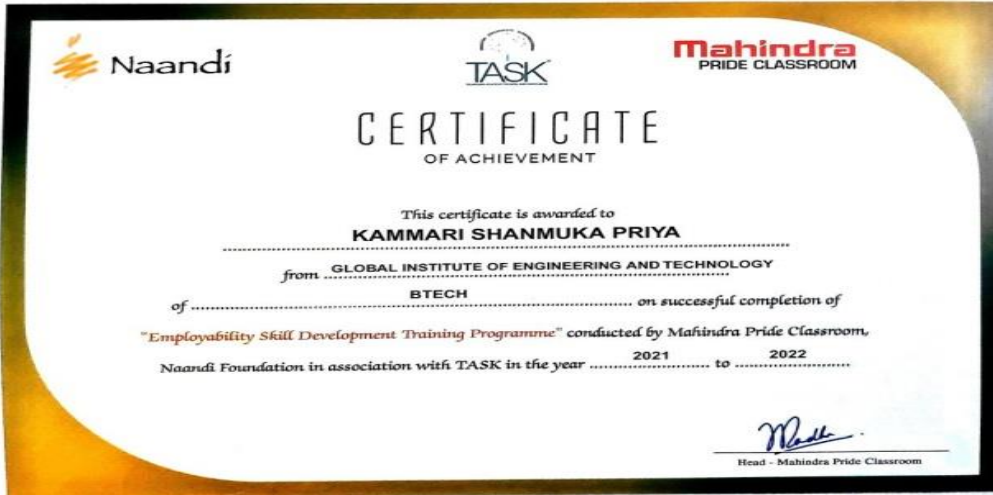 Naandi
TASK
Mahindra
PRIDE CLASSROOM
CERTIFICATE
OF ACHIEVEMENT
This certificate is awarded to
KAMMARI SHANMUKA PRIYA
from GLOBAL INSTITUTE OF ENGINEERING AND TECHNOLOGY
of BTECH on successful completion of
"Employability Skill Development Training Programme" conducted by Mahindra Pride Classroom,
Naandi Foundation in association with TASK in the year 2021 to 2022
Head - Mahindra Pride Classroom